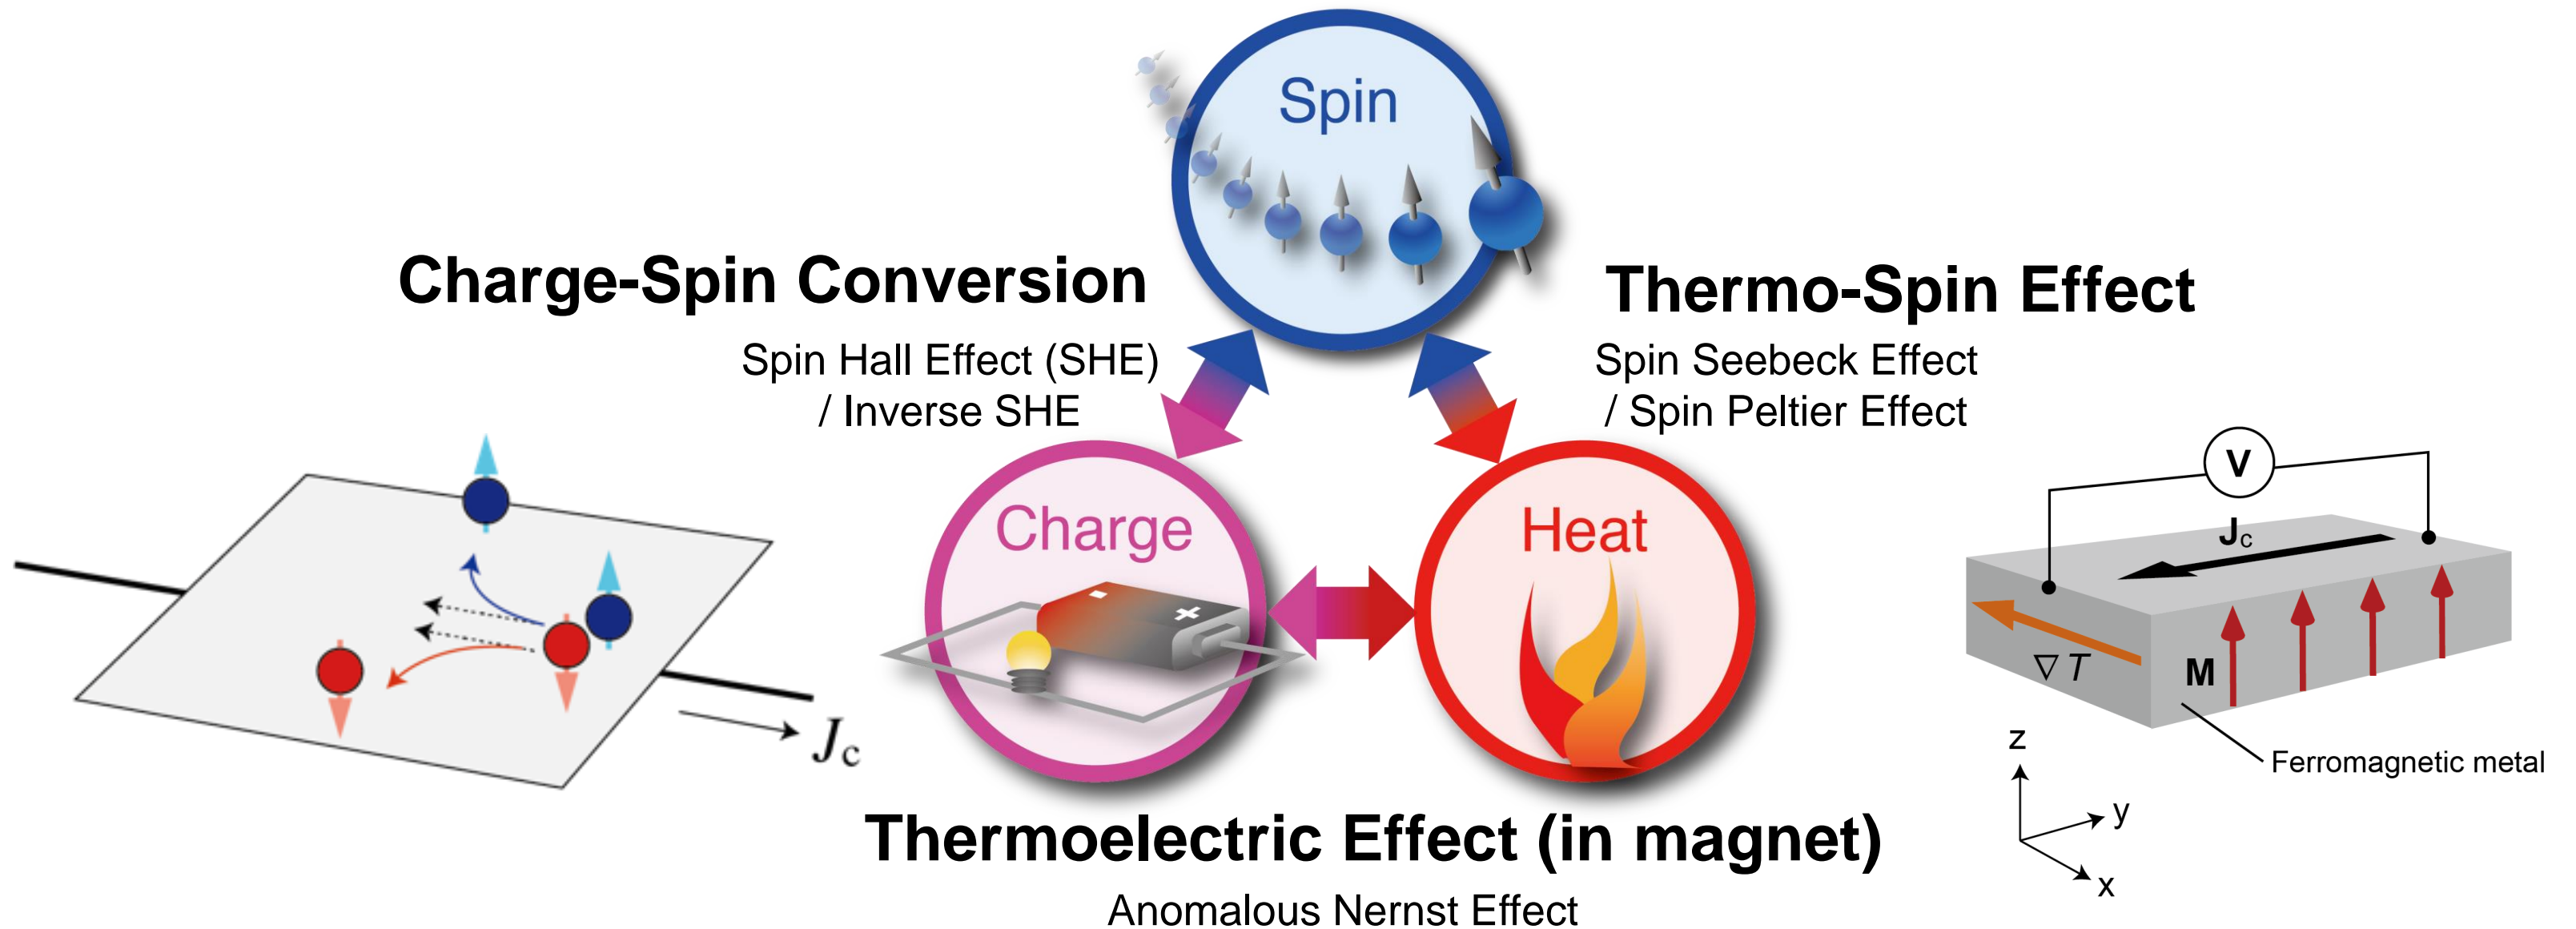 Spin
Charge-Spin Conversion
Spin Hall Effect (SHE)
/ Inverse SHE
Thermo-Spin Effect
Spin Seebeck Effect
/ Spin Peltier Effect
Charge
- +
Heat
Jc
V
Jc
∇T
M
Ferromagnetic metal
z
y
x
Thermoelectric Effect (in magnet)
Anomalous Nernst Effect